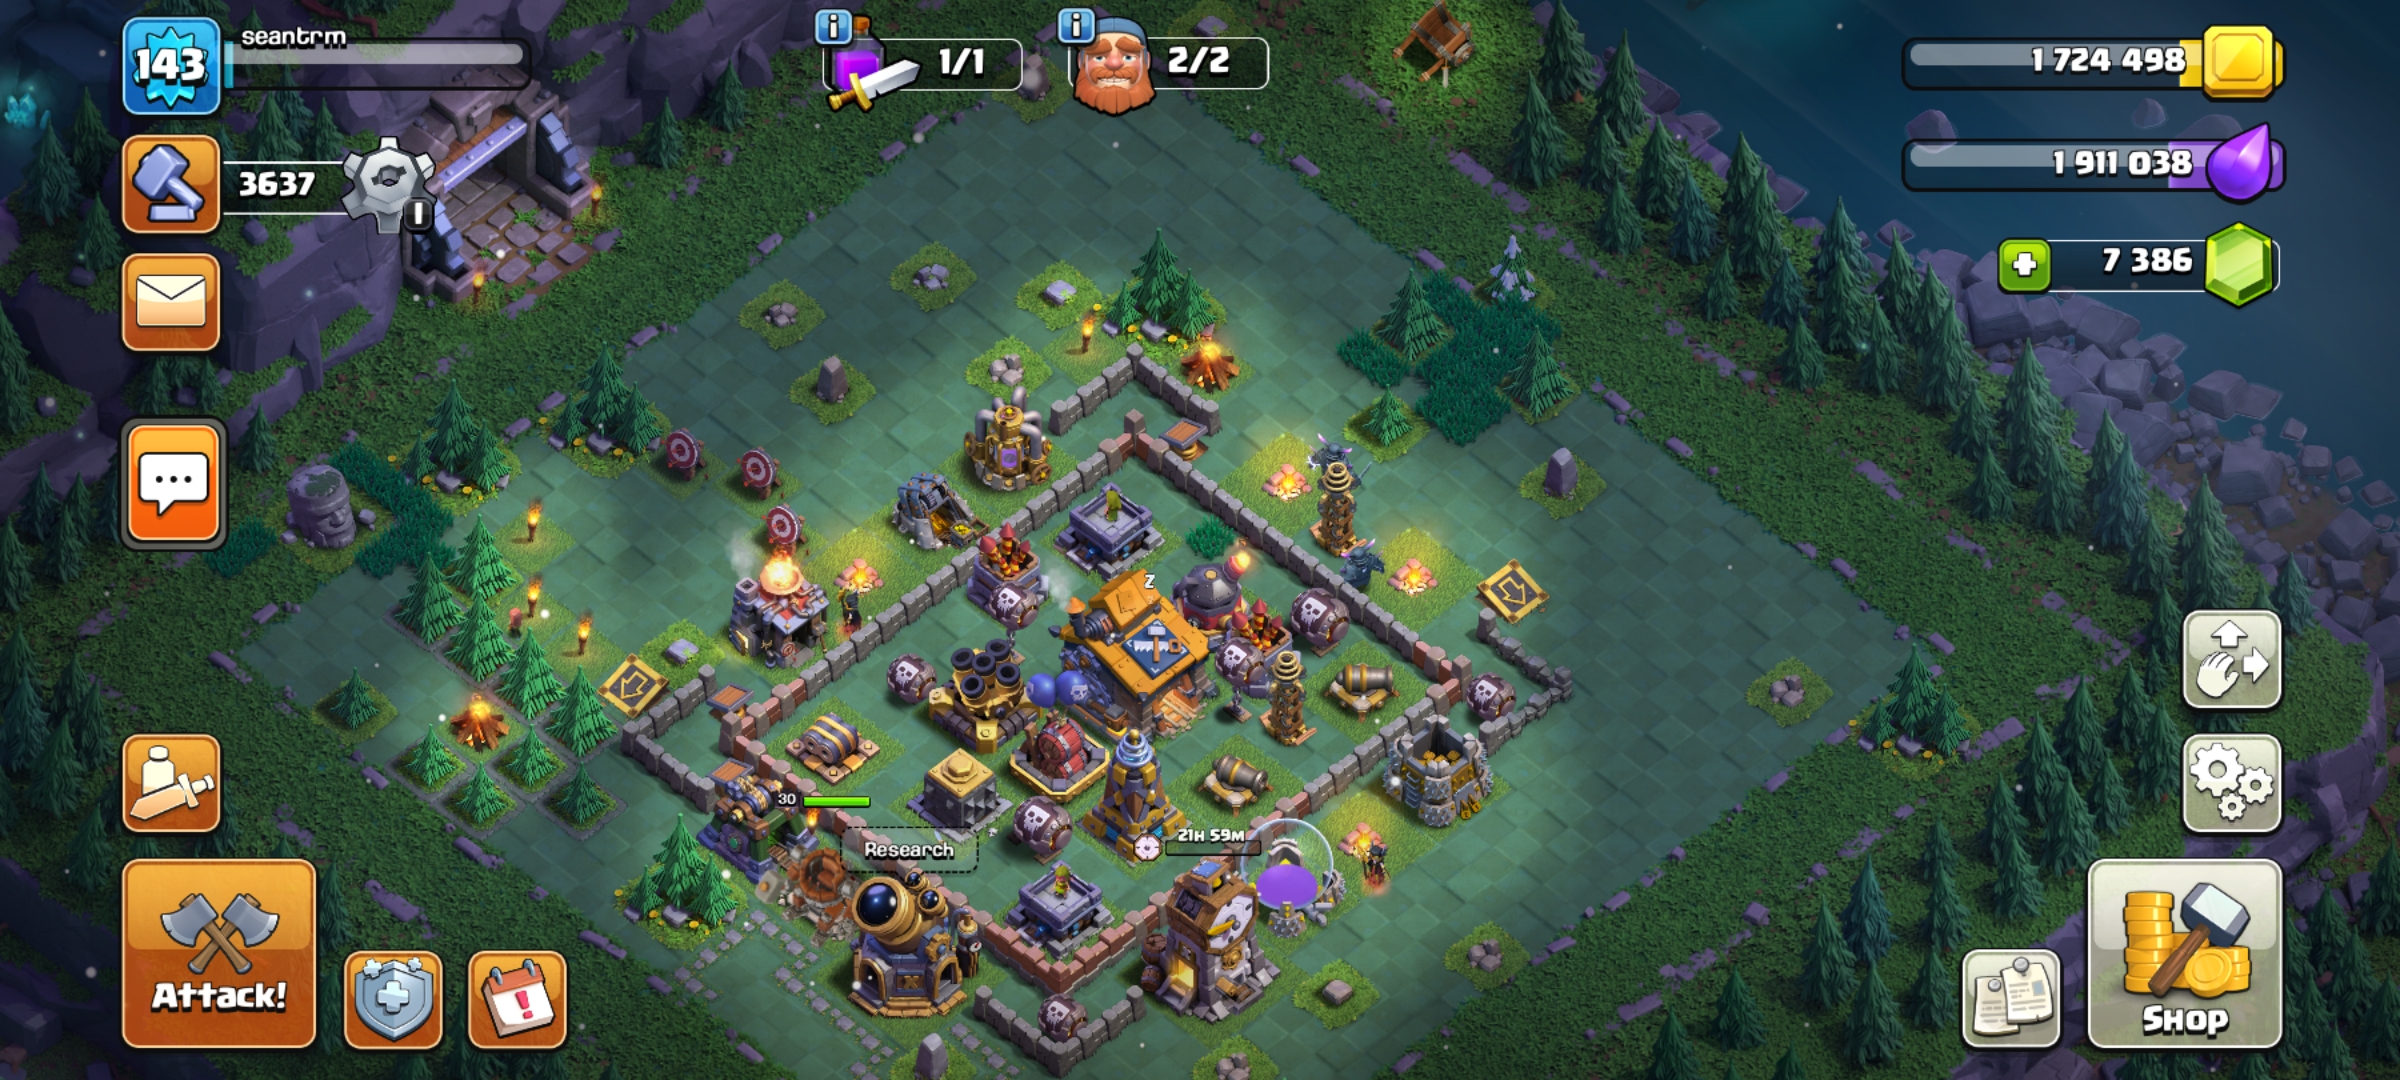 143
seantrm
1/1
2/2
1 724 498
3637
I
1 911 038
7 386
z
30
Research
21H 59M
Attack!
Shop